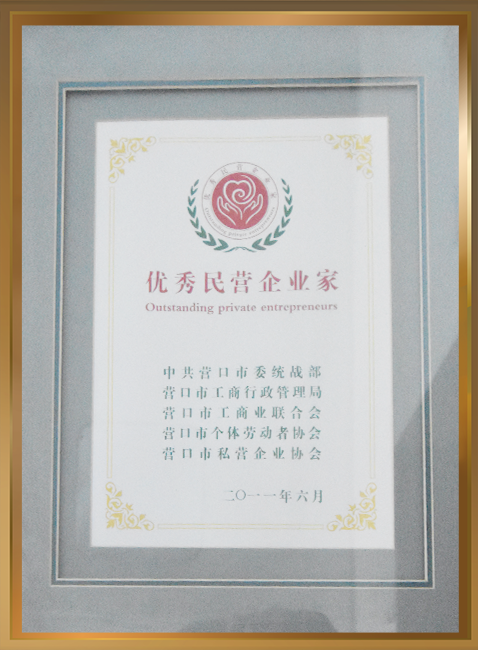 优秀民营企业家
Outstanding private entrepreneurs
中共营口市委统战部
营口市工商行政管理局
营口市工商业联合会
营口市个体劳动者协会
营口市私营企业协会
二〇一一年六月